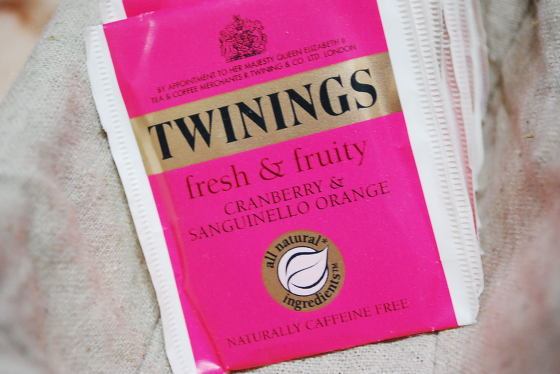 BY APPOINTMENT TO HER MAJESTY QUEEN ELIZABETH II
TEA & COFFEE MERCHANTS R TWINING & CO LTD. LONDON
TWININGS
fresh & fruity
CRANBERRY &
SANGUINELLO ORANGE
all natural*
ingredients™
NATURALLY CAFFEINE FREE